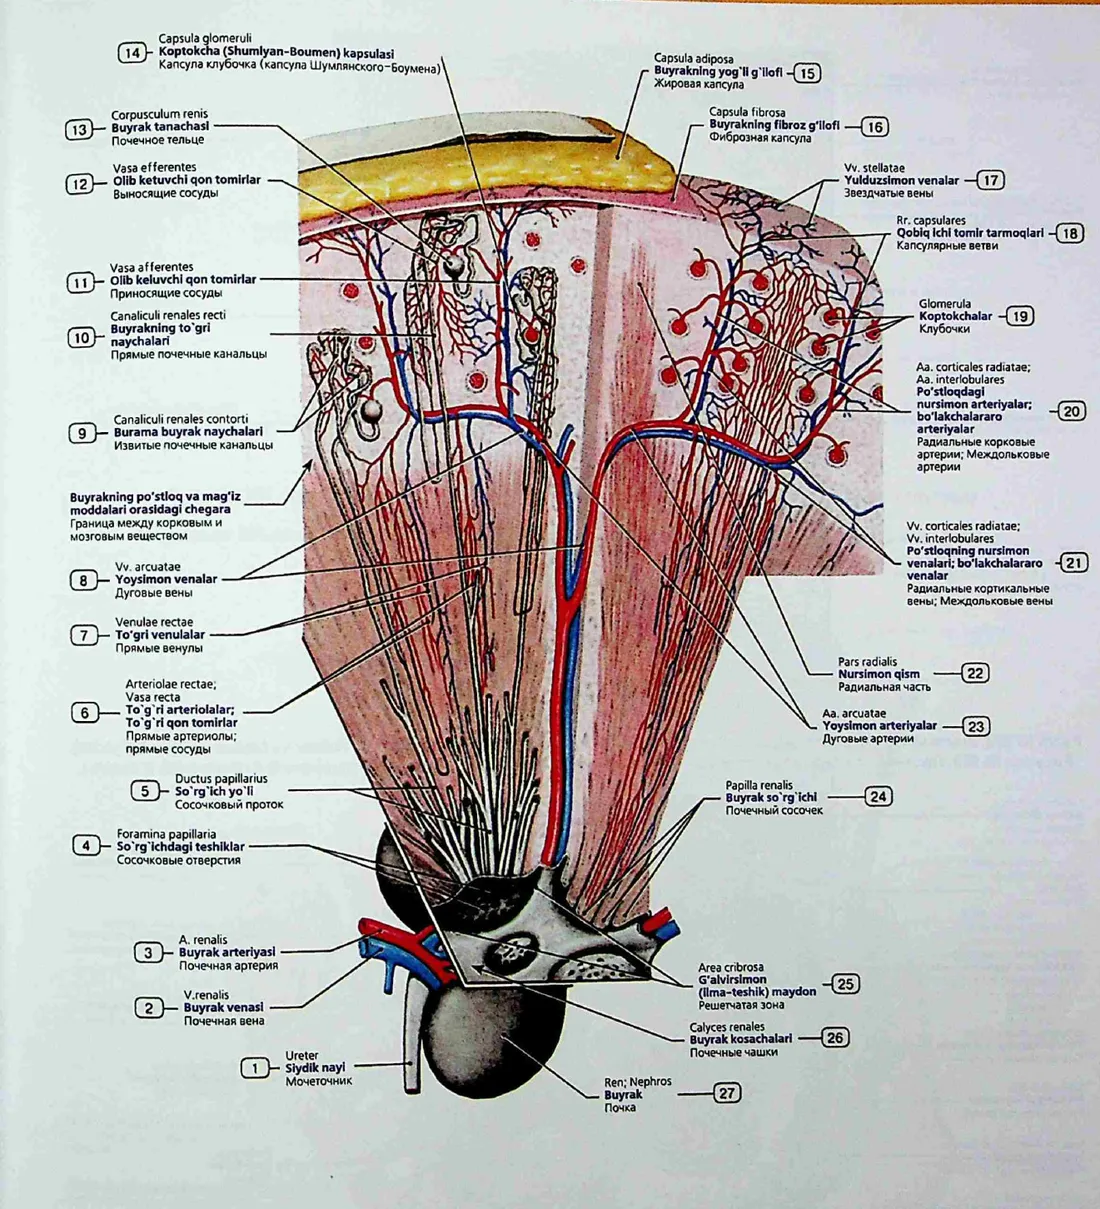 14
Capsula glomeruli
Koptokcha (Shumlyan-Boumen) kapsulasi
Капсула клубочка (капсула Шумлянского-Боумена)
13
Corpusculum renis
Buyrak tanachasi
Почечное тельце
12
Vasa efferentes
Olib ketuvchi qon tomirlar
Выносящие сосуды
11
Vasa afferentes
Olib keluvchi qon tomirlar
Приносящие сосуды
10
Canaliculi renales recti
Buyrakning to`gri
naychalari
Прямые почечные канальцы
9
Canaliculi renales contorti
Burama buyrak naychalari
Извитые почечные канальцы
Buyrakning po'stloq va mag'iz
moddalari orasidagi chegara
Граница между корковым и
мозговым веществом
8
Vv. arcuatae
Yoysimon venalar
Дуговые вены
7
Venulae rectae
To'gri venulalar
Прямые венулы
6
Arteriolae rectae;
Vasa recta
To`g`ri arteriolalar;
To`g`ri qon tomirlar
Прямые артериолы;
прямые сосуды
5
Ductus papillarius
So`rg`ich yo`li
Сосочковый проток
4
Foramina papillaria
So`rg`ichdagi teshiklar
Сосочковые отверстия
3
A. renalis
Buyrak arteriyasi
Почечная артерия
2
V.renalis
Buyrak venasi
Почечная вена
1
Ureter
Siydik nayi
Мочеточник
Capsula adiposa
Buyrakning yog`li g`ilofi
Жировая капсула
15
Capsula fibrosa
Buyrakning fibroz g'ilofi
Фиброзная капсула
16
Vv. stellatae
Yulduzsimon venalar
Звездчатые вены
17
Rr. capsulares
Qobiq ichi tomir tarmoqlari
Капсулярные ветви
18
Glomerula
Koptokchalar
Клубочки
19
Aa. corticales radiatae;
Aa. interlobulares
Po'stloqdagi
nursimon arteriyalar;
bo'lakchalararo
arteriyalar
Радиальные корковые
артерии; Междольковые
артерии
20
Vv. corticales radiatae;
Vv. interlobulares
Po'stloqning nursimon
venalari; bo'lakchalararo
venalar
Радиальные кортикальные
вены; Междольковые вены
21
Pars radialis
Nursimon qism
Радиальная часть
22
Aa. arcuatae
Yoysimon arteriyalar
Дуговые артерии
23
Papilla renalis
Buyrak so`rg`ichi
Почечный сосочек
24
Area cribrosa
G'alvirsimon
(ilma-teshik) maydon
Решетчатая зона
25
Calyces renales
Buyrak kosachalari
Почечные чашки
26
Ren; Nephros
Buyrak
Почка
27